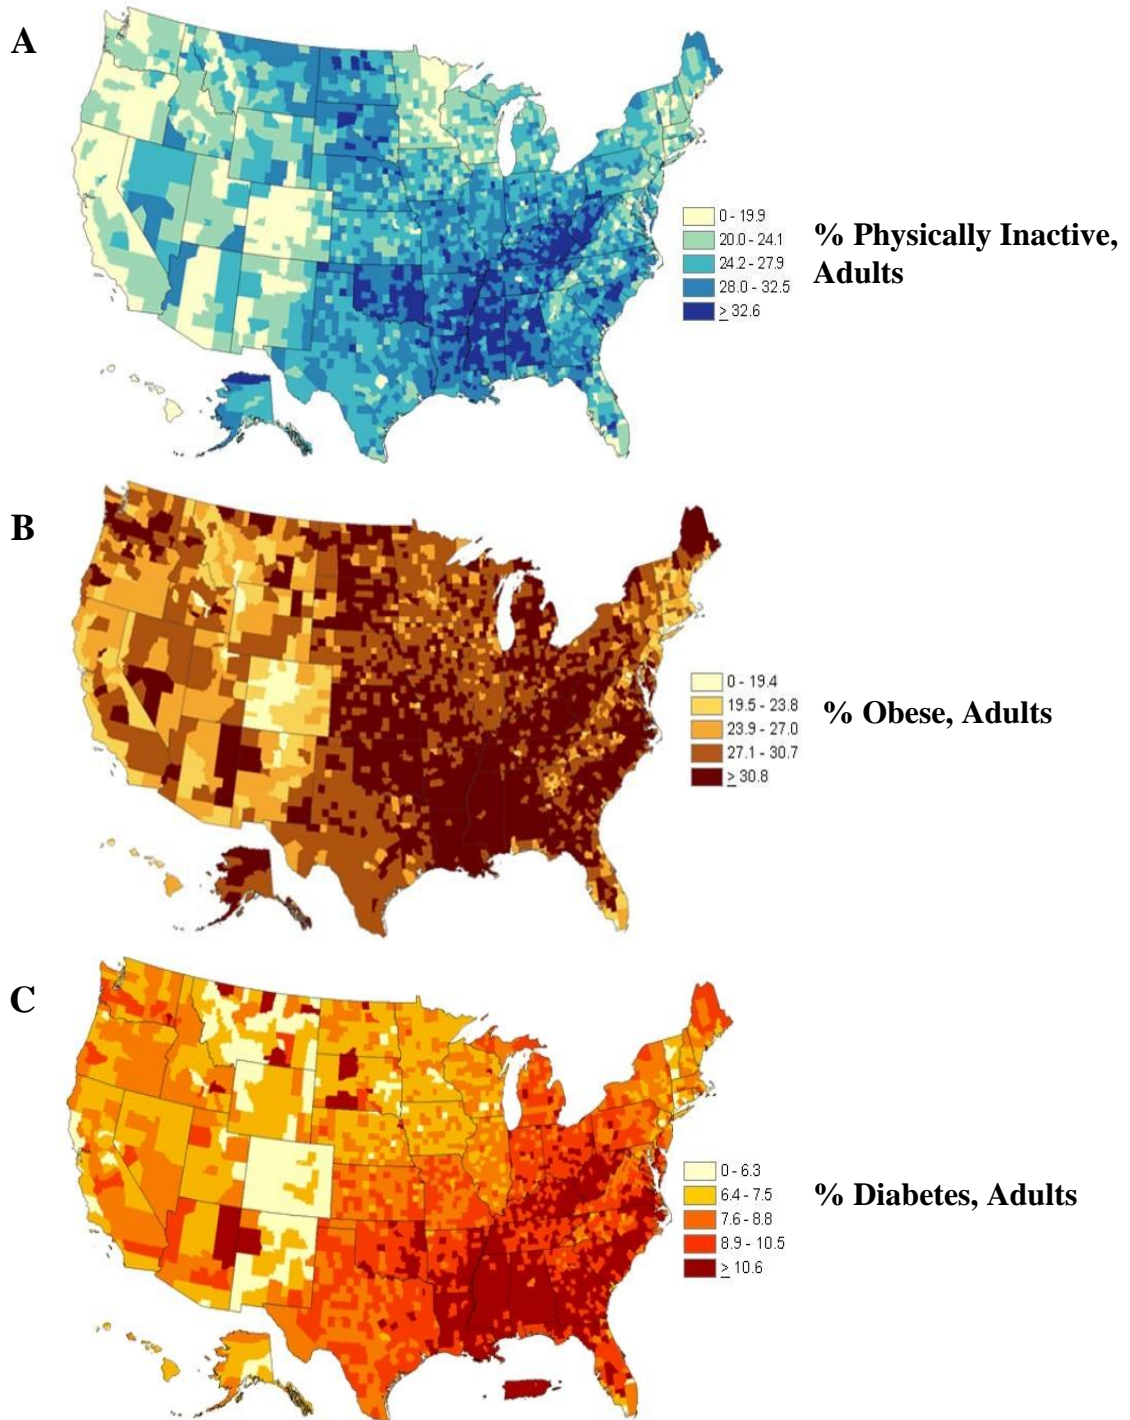 A
0 - 19.9
20.0 - 24.1
24.2 - 27.9
28.0 - 32.5
≥ 32.6
% Physically Inactive,
Adults
B
0 - 19.4
19.5 - 23.8
23.9 - 27.0
27.1 - 30.7
≥ 30.8
% Obese, Adults
C
0 - 6.3
6.4 - 7.5
7.6 - 8.8
8.9 - 10.5
≥ 10.6
% Diabetes, Adults